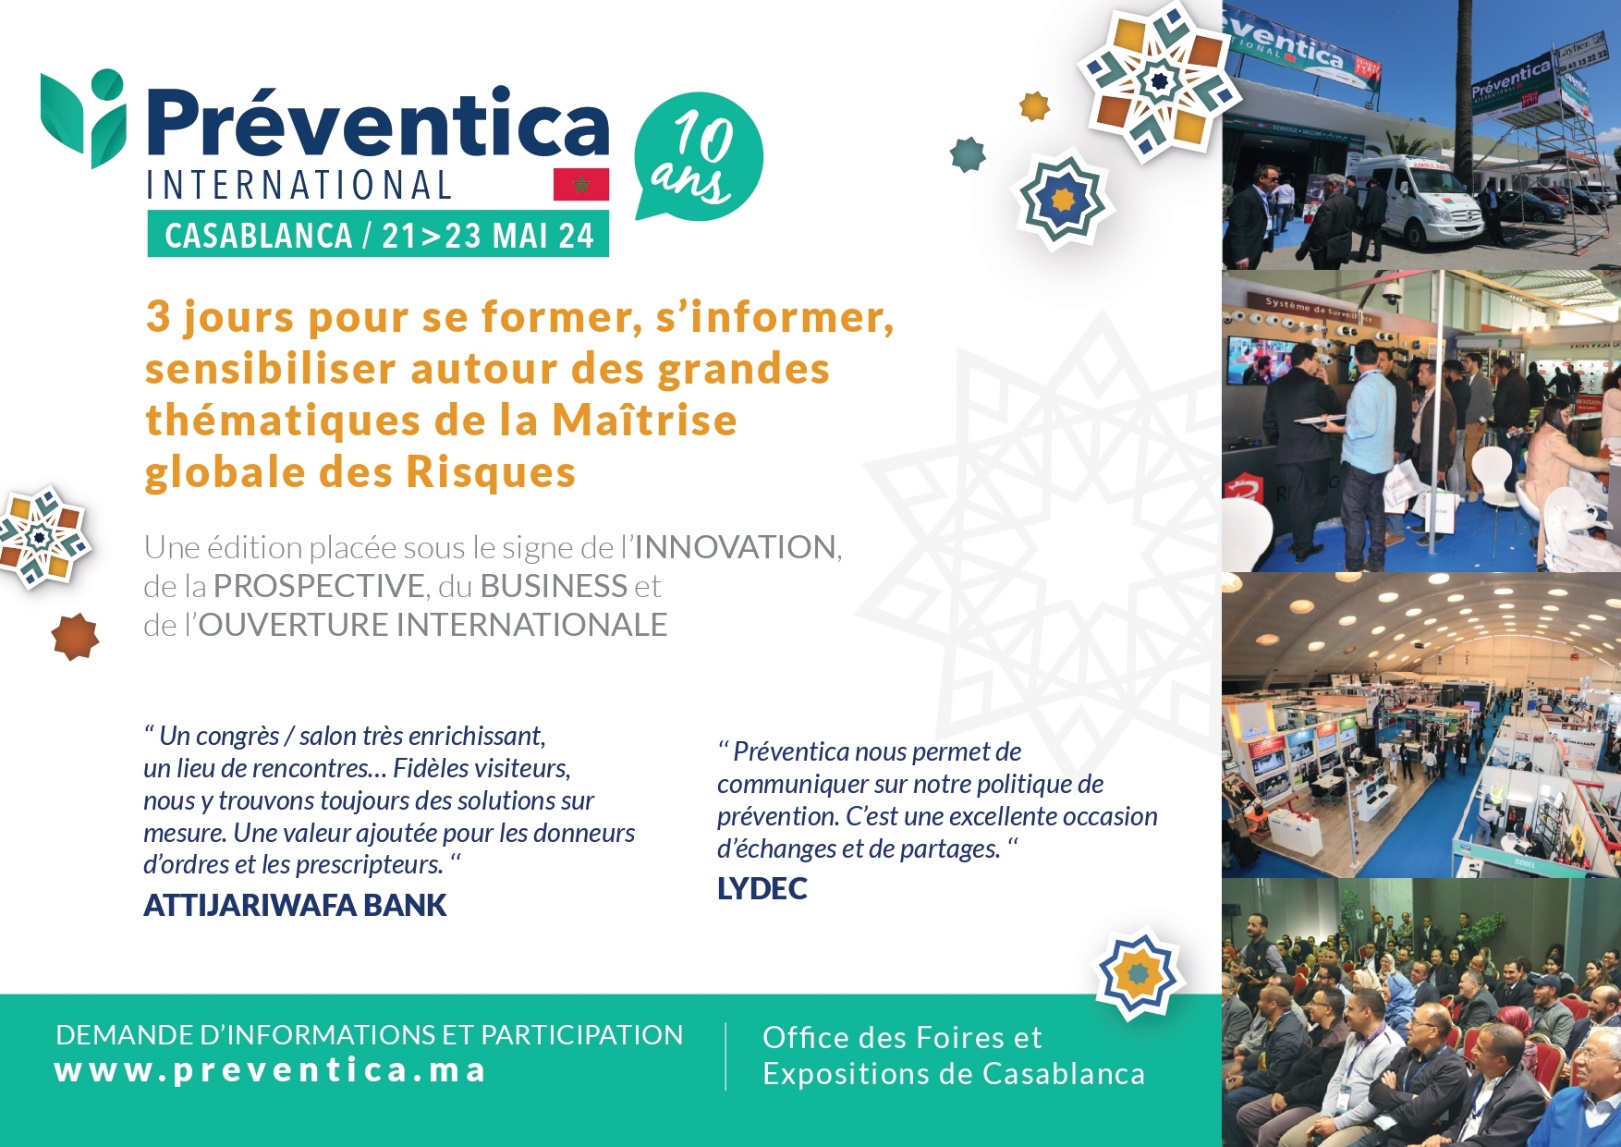 Préventica
INTERNATIONAL
CASABLANCA / 21>23 MAI 24
10
ans
3 jours pour se former, s’informer,
sensibiliser autour des grandes
thématiques de la Maîtrise
globale des Risques
Une édition placée sous le signe de l’INNOVATION,
de la PROSPECTIVE, du BUSINESS et
de l’OUVERTURE INTERNATIONALE
“ Un congrès / salon très enrichissant,
un lieu de rencontres... Fidèles visiteurs,
nous y trouvons toujours des solutions sur
mesure. Une valeur ajoutée pour les donneurs
d’ordres et les prescripteurs. “
ATTIJARIWAFA BANK
“ Préventica nous permet de
communiquer sur notre politique de
prévention. C’est une excellente occasion
d’échanges et de partages. “
LYDEC
DEMANDE D’INFORMATIONS ET PARTICIPATION
www.preventica.ma
Office des Foires et
Expositions de Casablanca
éventica
Préventica
INTERNATIONAL
Layher
Système de Surveillance